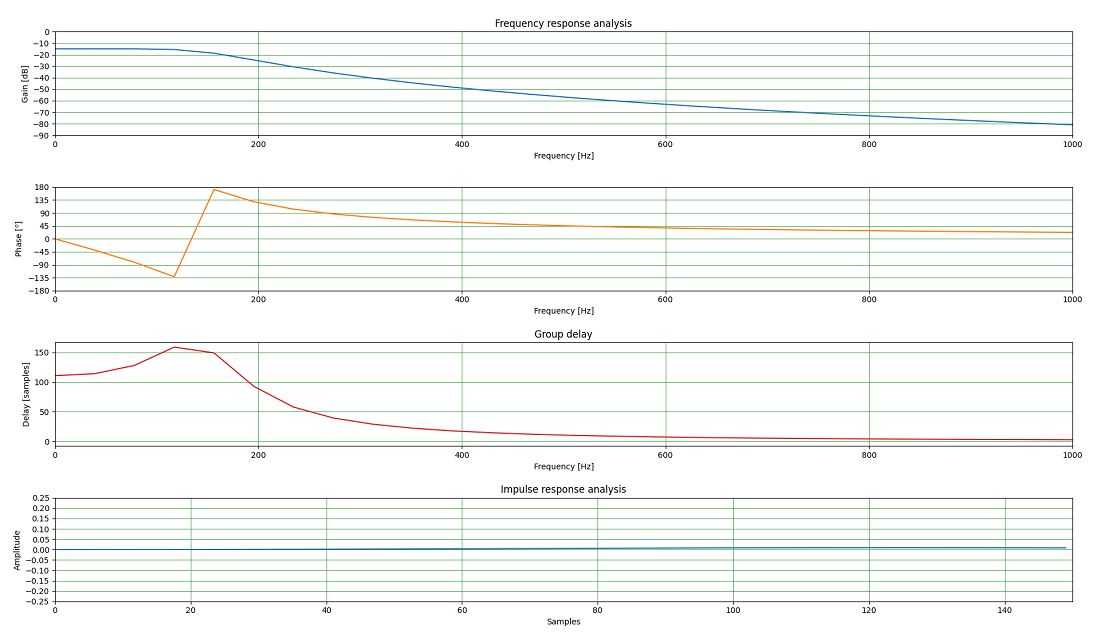 Frequency response analysis
Gain [dB]
0
−10
−20
−30
−40
−50
−60
−70
−80
−90
0 200 400 600 800 1000
Frequency [Hz]
Phase [°]
180
135
90
45
0
−45
−90
−135
−180
0 200 400 600 800 1000
Frequency [Hz]
Group delay
Delay [samples]
150
100
50
0
0 200 400 600 800 1000
Frequency [Hz]
Impulse response analysis
Amplitude
0.25
0.20
0.15
0.10
0.05
0.00
−0.05
−0.10
−0.15
−0.20
−0.25
0 20 40 60 80 100 120 140
Samples